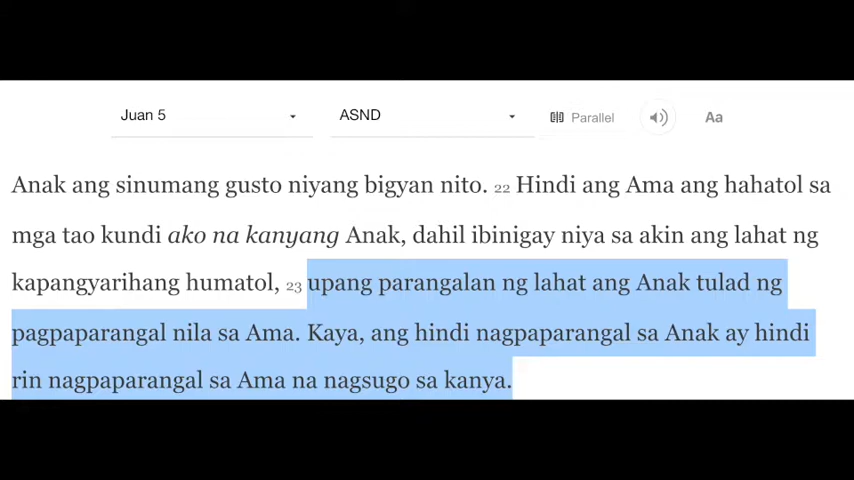 Juan 5 ASND Parallel Aa
Anak ang sinumang gusto niyang bigyan nito. 22 Hindi ang Ama ang hahatol sa
mga tao kundi ako na kanyang Anak, dahil ibinigay niya sa akin ang lahat ng
kapangyarihang humatol, 23 upang parangalan ng lahat ang Anak tulad ng
pagpaparangal nila sa Ama. Kaya, ang hindi nagpaparangal sa Anak ay hindi
rin nagpaparangal sa Ama na nagsugo sa kanya.